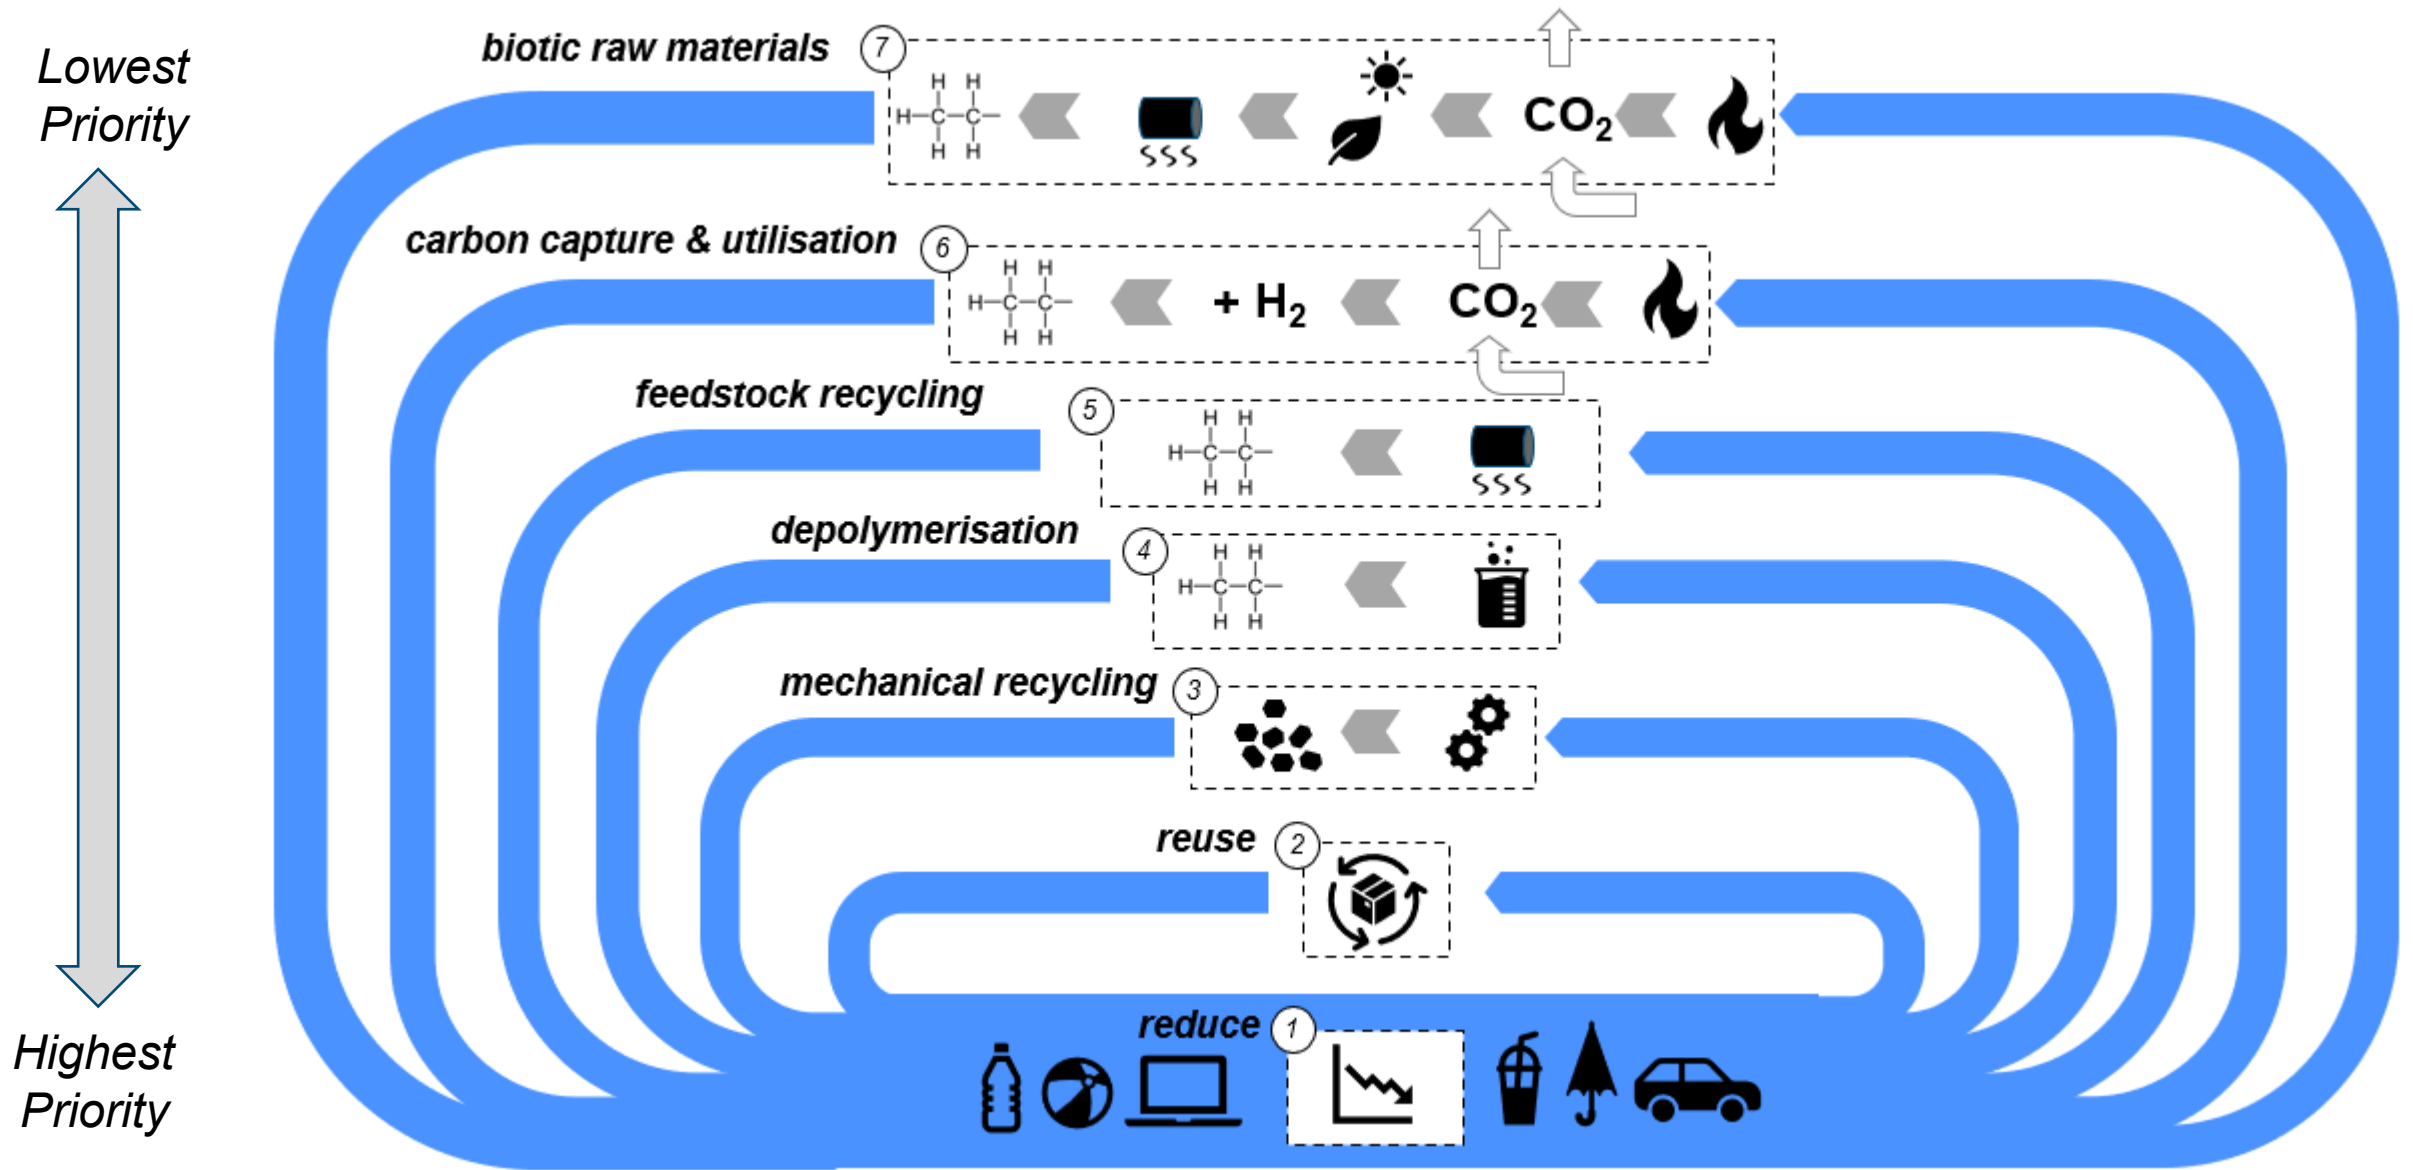 Lowest
Priority
Highest
Priority
biotic raw materials
7
H H
H-C-C-
H H
CO2
carbon capture & utilisation
6
H H
H-C-C-
H H
+ H2
CO2
feedstock recycling
5
H H
H-C-C-
H H
depolymerisation
4
H H
H-C-C-
H H
mechanical recycling
3
reuse
2
reduce
1